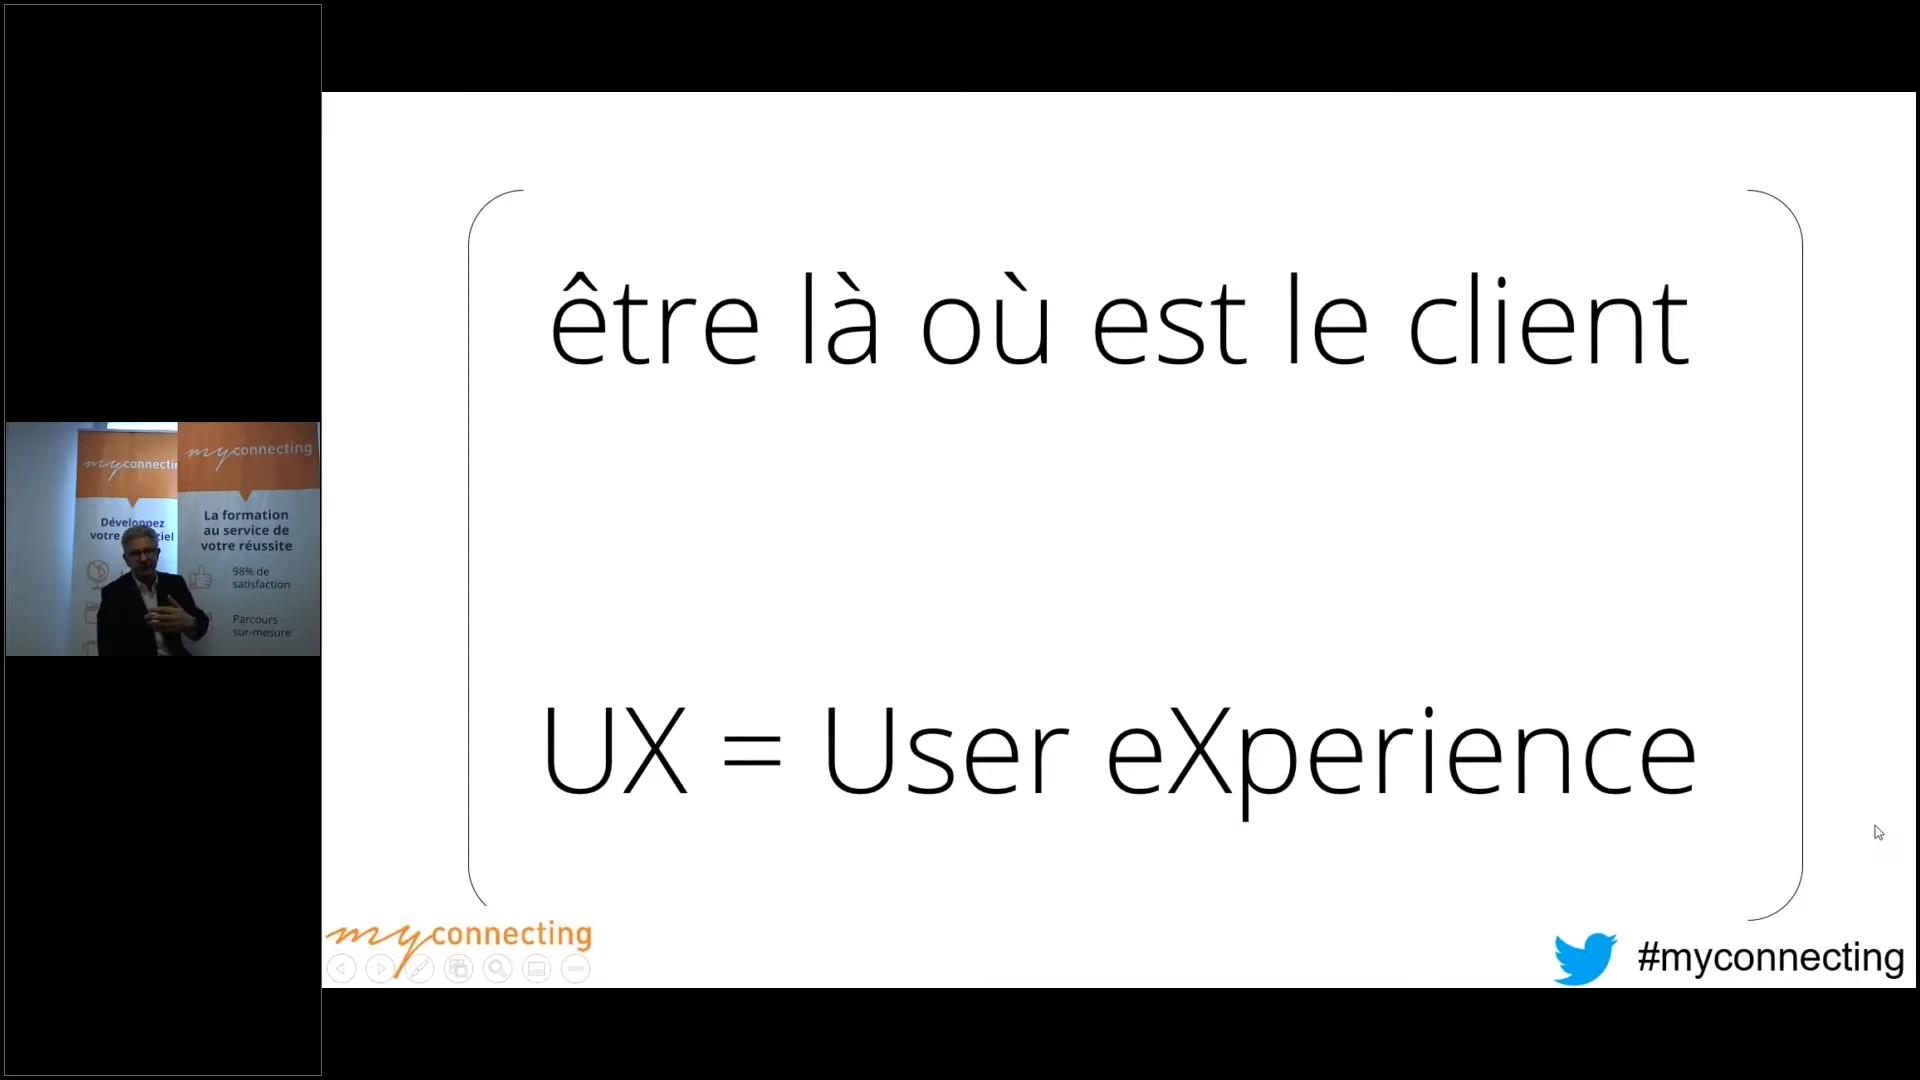 être là où est le client
UX = User eXperience
myconnecting
#myconnecting
myconnecting
Développez
votre
myconnecting
La formation
au service de
votre réussite
98% de
satisfaction
Parcours
sur-mesure